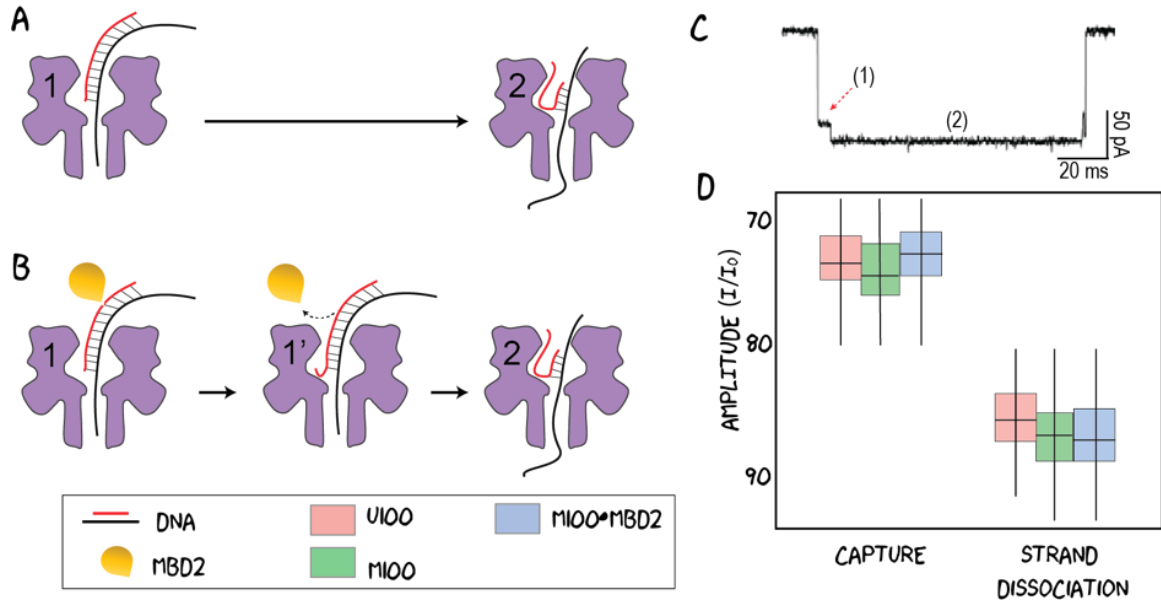 A
1
2
B
1
1'
2
DNA
MBD2
U100
M100
M100•MBD2
C
(1)
(2)
50 pA
20 ms
D
AMPLITUDE (I/I0)
70
80
90
CAPTURE
STRAND
DISSOCIATION